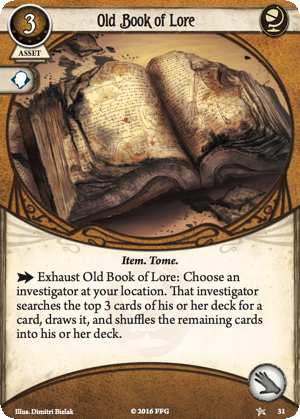 3
Old Book of Lore
ASSET
Item. Tome.
Exhaust Old Book of Lore: Choose an
investigator at your location. That investigator
searches the top 3 cards of his or her deck for a
card, draws it, and shuffles the remaining cards
into his or her deck.
Illus. Dimitri Bielak
© 2016 FFG
31